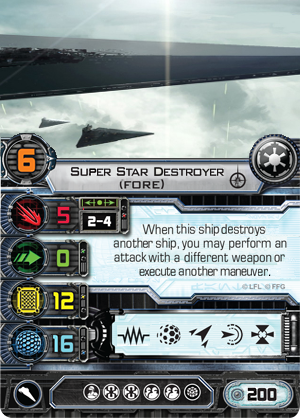 6
SUPER STAR DESTROYER
(FORE)
5
2-4
0
12
16
When this ship destroys
another ship, you may perform an
attack with a different weapon or
execute another maneuver.
© LFL © FFG
200